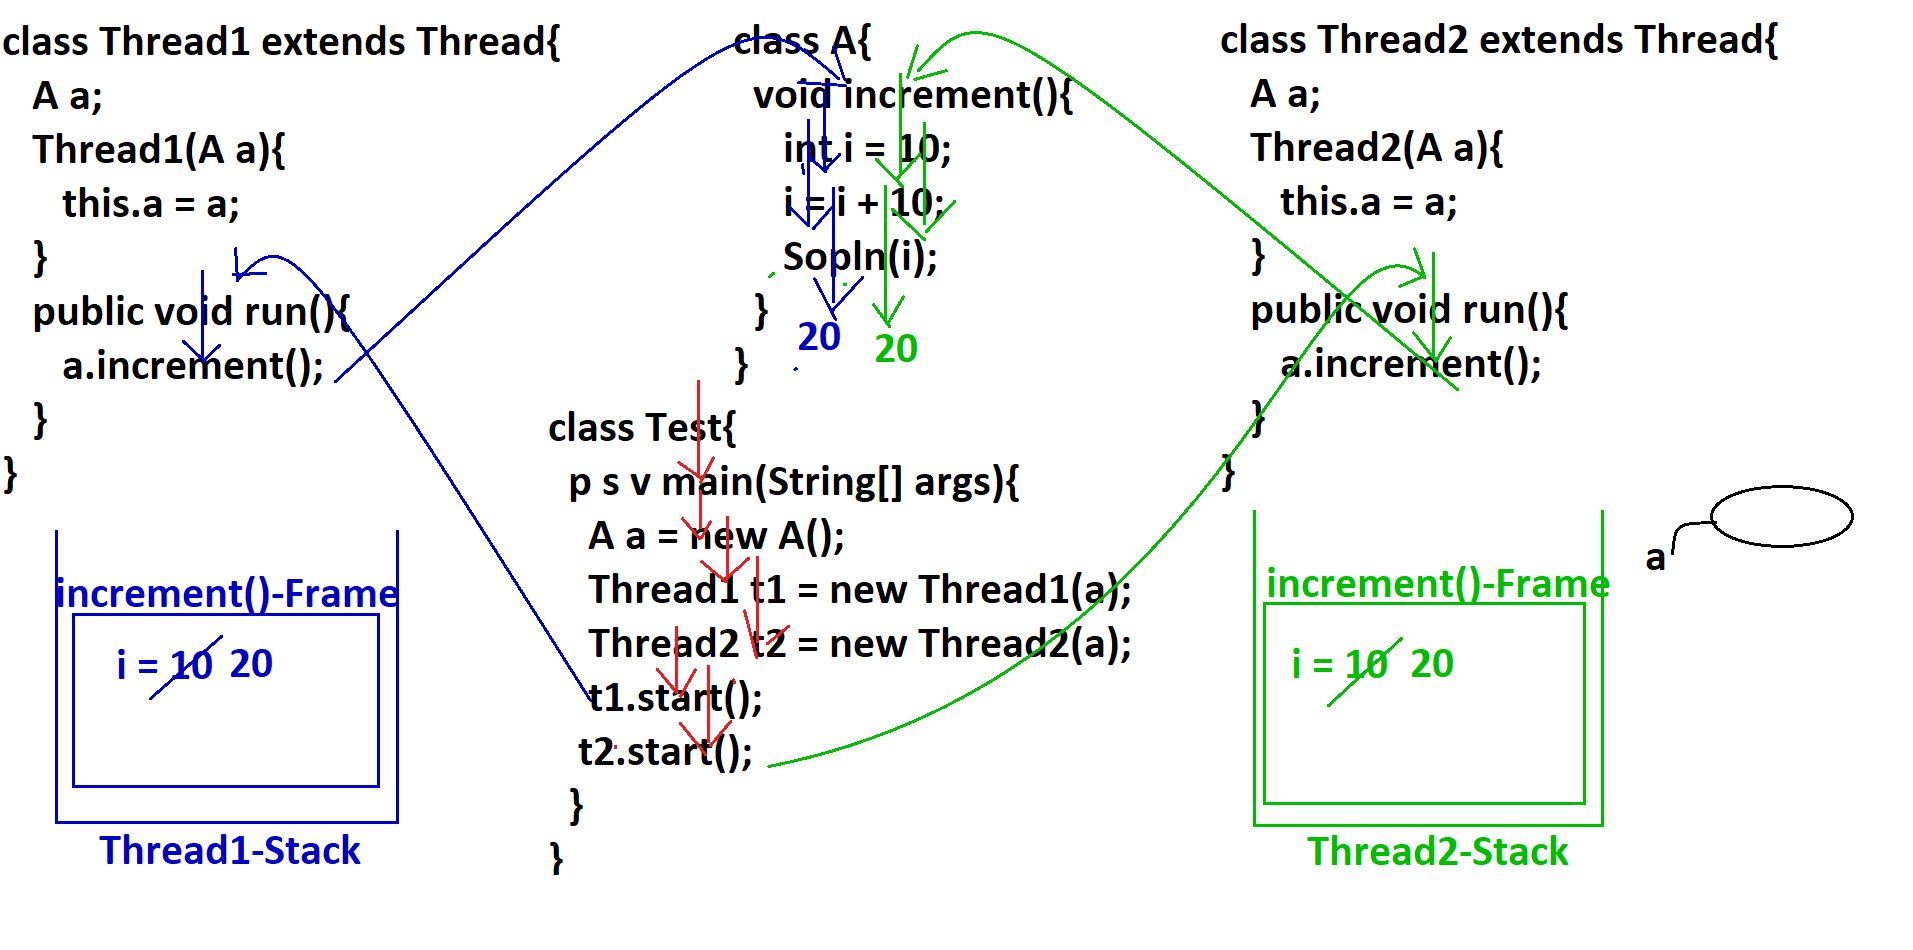 class Thread1 extends Thread{
A a;
Thread1(A a){
this.a = a;
}
public void run(){
a.increment();
}
}
class A{
void increment(){
int i = 10;
i = i + 10;
Sopln(i);
}
20
20
}
class Thread2 extends Thread{
A a;
Thread2(A a){
this.a = a;
}
public void run(){
a.increment();
}
}
class Test{
p s v main(String[] args){
A a = new A();
Thread1 t1 = new Thread1(a);
Thread2 t2 = new Thread2(a);
t1.start();
t2.start();
}
}
increment()-Frame
i = 10 20
Thread1-Stack
increment()-Frame
i = 10 20
Thread2-Stack
a